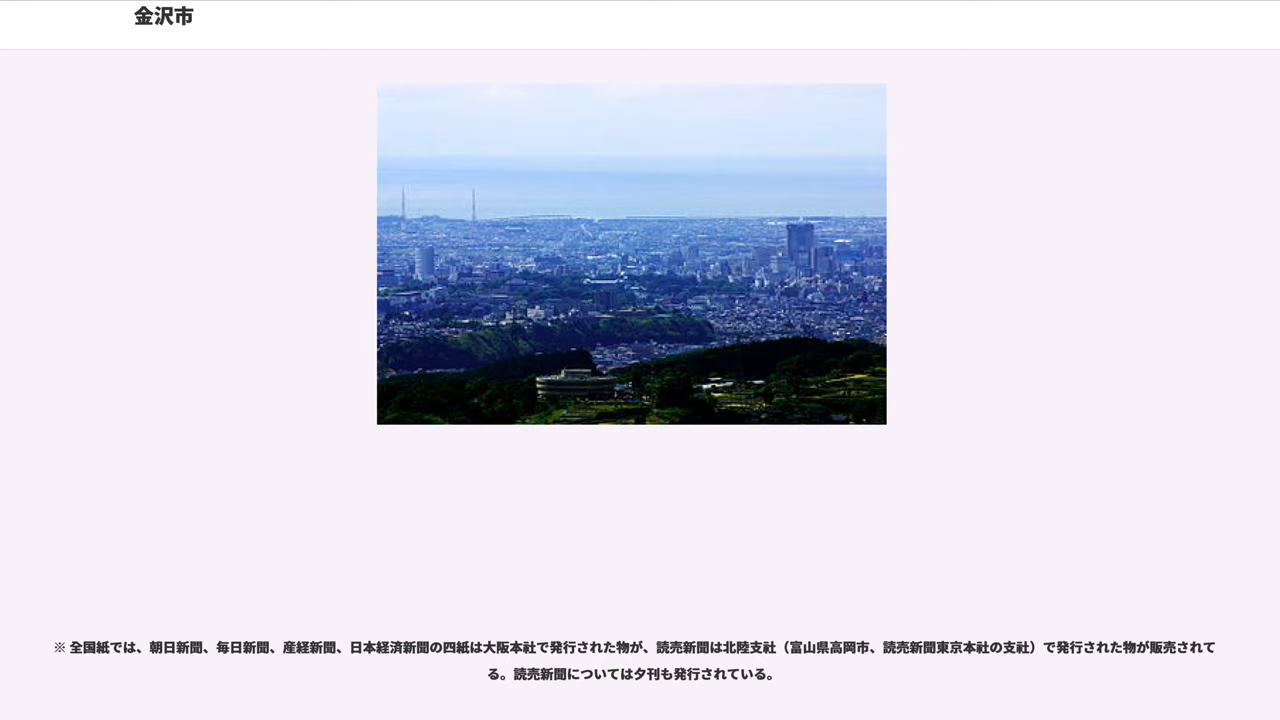 金沢市
※ 全国紙では、朝日新聞、毎日新聞、産経新聞、日本経済新聞の四紙は大阪本社で発行された物が、読売新聞は北陸支社（富山県高岡市、読売新聞東京本社の支社）で発行された物が販売されて
る。読売新聞については夕刊も発行されている。